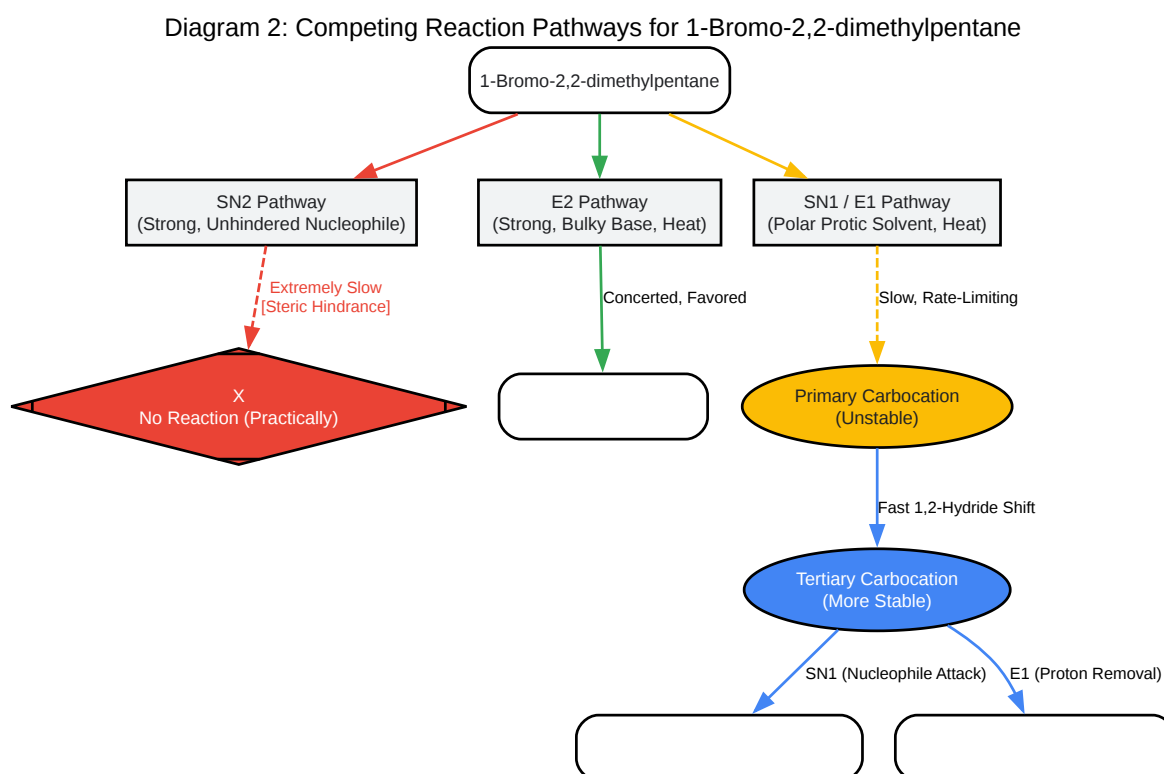 Diagram 2: Competing Reaction Pathways for 1-Bromo-2,2-dimethylpentane
1-Bromo-2,2-dimethylpentane
SN2 Pathway
(Strong, Unhindered Nucleophile)
E2 Pathway
(Strong, Bulky Base, Heat)
SN1 / E1 Pathway
(Polar Protic Solvent, Heat)
Extremely Slow
[Steric Hindrance]
Concerted, Favored
Slow, Rate-Limiting
X
No Reaction (Practically)
Primary Carbocation
(Unstable)
Fast 1,2-Hydride Shift
Tertiary Carbocation
(More Stable)
SN1 (Nucleophile Attack)
E1 (Proton Removal)